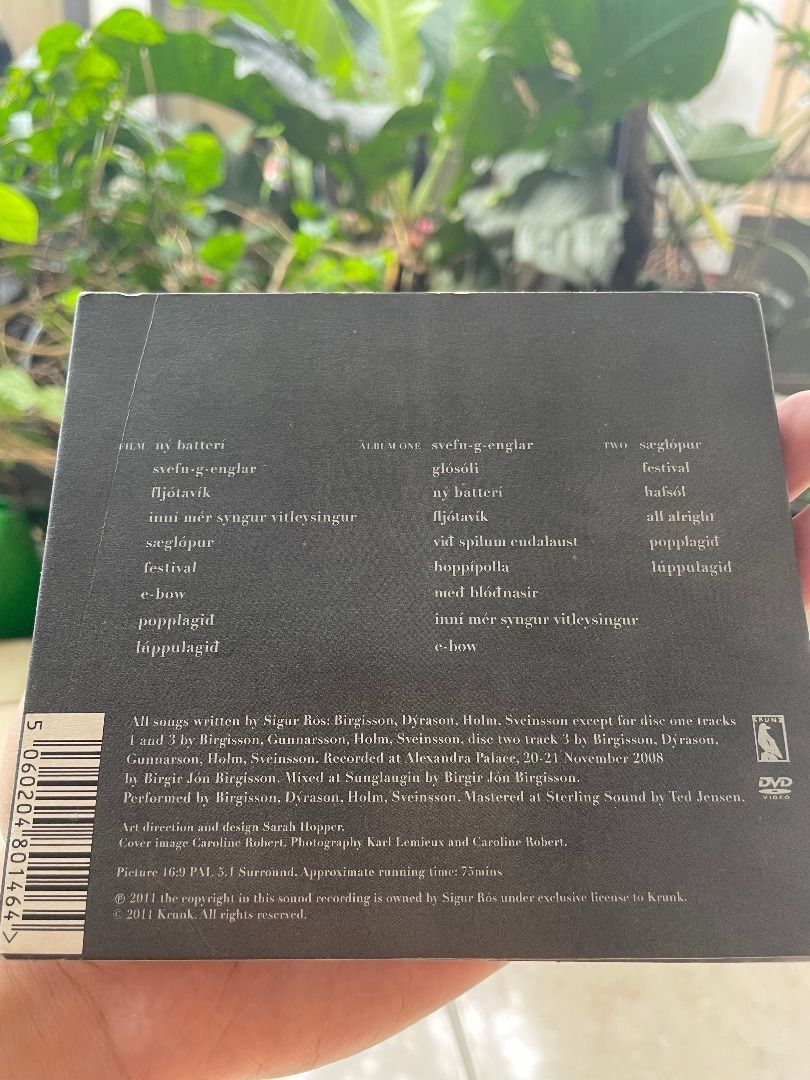 FILM ný batterí
svefn-g-englar
fljótavík
inní mér syngur vitleysingur
sæglópur
festival
e-bow
popplagið
lúppulagið
ALBUM ONE svefn-g-englar
glósóli
ný batterí
fljótavík
við spilum endalaust
hoppípolla
með blóðnasir
inní mér syngur vitleysingur
e-bow
TWO sæglópur
festival
hafsól
all alright
popplagið
lúppulagið
All songs written by Sigur Rós: Birgisson, Dýrason, Holm, Sveinsson except for disc one tracks
1 and 3 by Birgisson, Gunnarsson, Holm, Sveinsson, disc two track 3 by Birgisson, Dýrason,
Gunnarson, Holm, Sveinsson. Recorded at Alexandra Palace, 20-21 November 2008
by Birgir Jón Birgisson. Mixed at Sunglaugin by Birgir Jón Birgisson.
Performed by Birgisson, Dýrason, Holm, Sveinsson. Mastered at Sterling Sound by Ted Jensen.
Art direction and design Sarah Hopper.
Cover image Caroline Robert. Photography Karl Lemieux and Caroline Robert.
Picture 16:9 PAL 5.1 Surround. Approximate running time: 75mins
℗ 2011 the copyright in this sound recording is owned by Sigur Rós under exclusive license to Krunk.
© 2011 Krunk. All rights reserved.
KRUNK
DVD
VIDEO
5 060204 801464 >